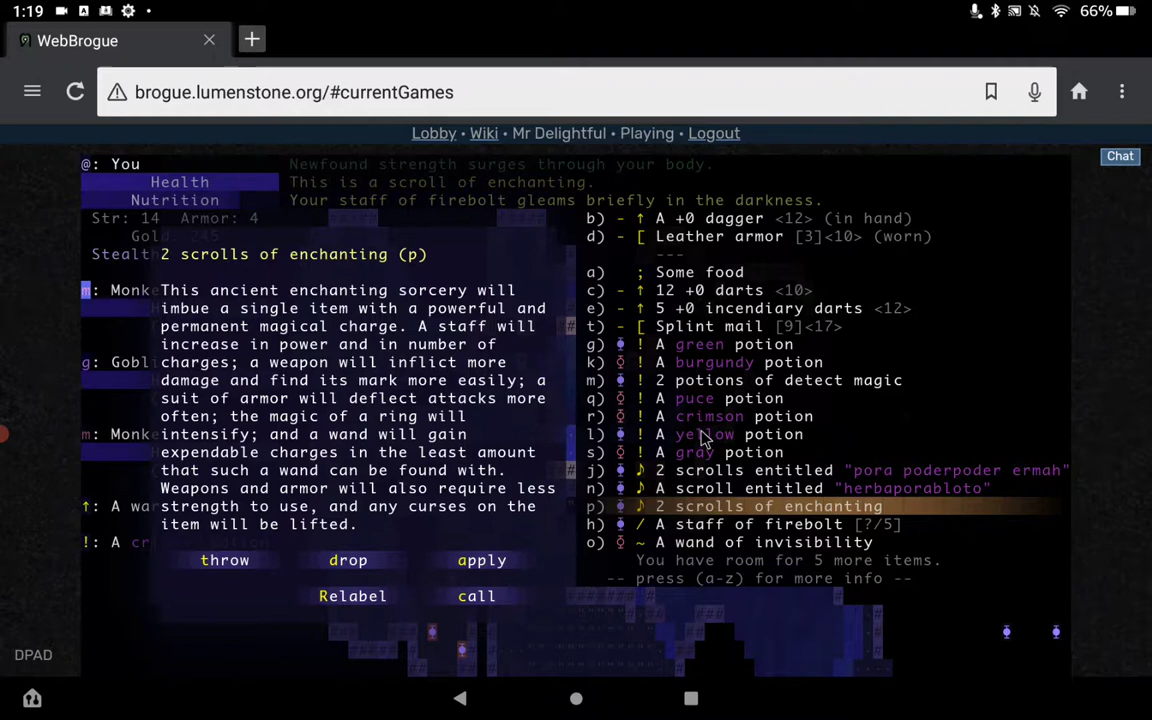 1:19
66%
WebBrogue
brogue.lumenstone.org/#currentGames
Lobby • Wiki • Mr Delightful • Playing • Logout
Chat
@: You
Newfound strength surges through your body.
Health
This is a scroll of enchanting.
Nutrition
Your staff of firebolt gleams briefly in the darkness.
Str: 14 Armor: 4
Gold: 245
Stealth
2 scrolls of enchanting (p)
m: Monke
g: Gobli
m: Monke
↑: A wan
!: A cr
This ancient enchanting sorcery will
imbue a single item with a powerful and
permanent magical charge. A staff will
increase in power and in number of
charges; a weapon will inflict more
damage and find its mark more easily; a
suit of armor will deflect attacks more
often; the magic of a ring will
intensify; and a wand will gain
expendable charges in the least amount
that such a wand can be found with.
Weapons and armor will also require less
strength to use, and any curses on the
item will be lifted.
throw drop apply
Relabel call
b) - ↑ A +0 dagger <12> (in hand)
d) - [ Leather armor [3]<10> (worn)
---
a) ; Some food
c) - ↑ 12 +0 darts <10>
e) - ↑ 5 +0 incendiary darts <12>
t) - [ Splint mail [9]<17>
g) ! A green potion
k) ! A burgundy potion
m) ! 2 potions of detect magic
q) ! A puce potion
r) ! A crimson potion
l) ! A yellow potion
s) ! A gray potion
j) ♪ 2 scrolls entitled "pora poderpoder ermah"
n) ♪ A scroll entitled "herbaporabloto"
p) ♪ 2 scrolls of enchanting
h) / A staff of firebolt [?/5]
o) ~ A wand of invisibility
You have room for 5 more items.
-- press (a-z) for more info --
DPAD